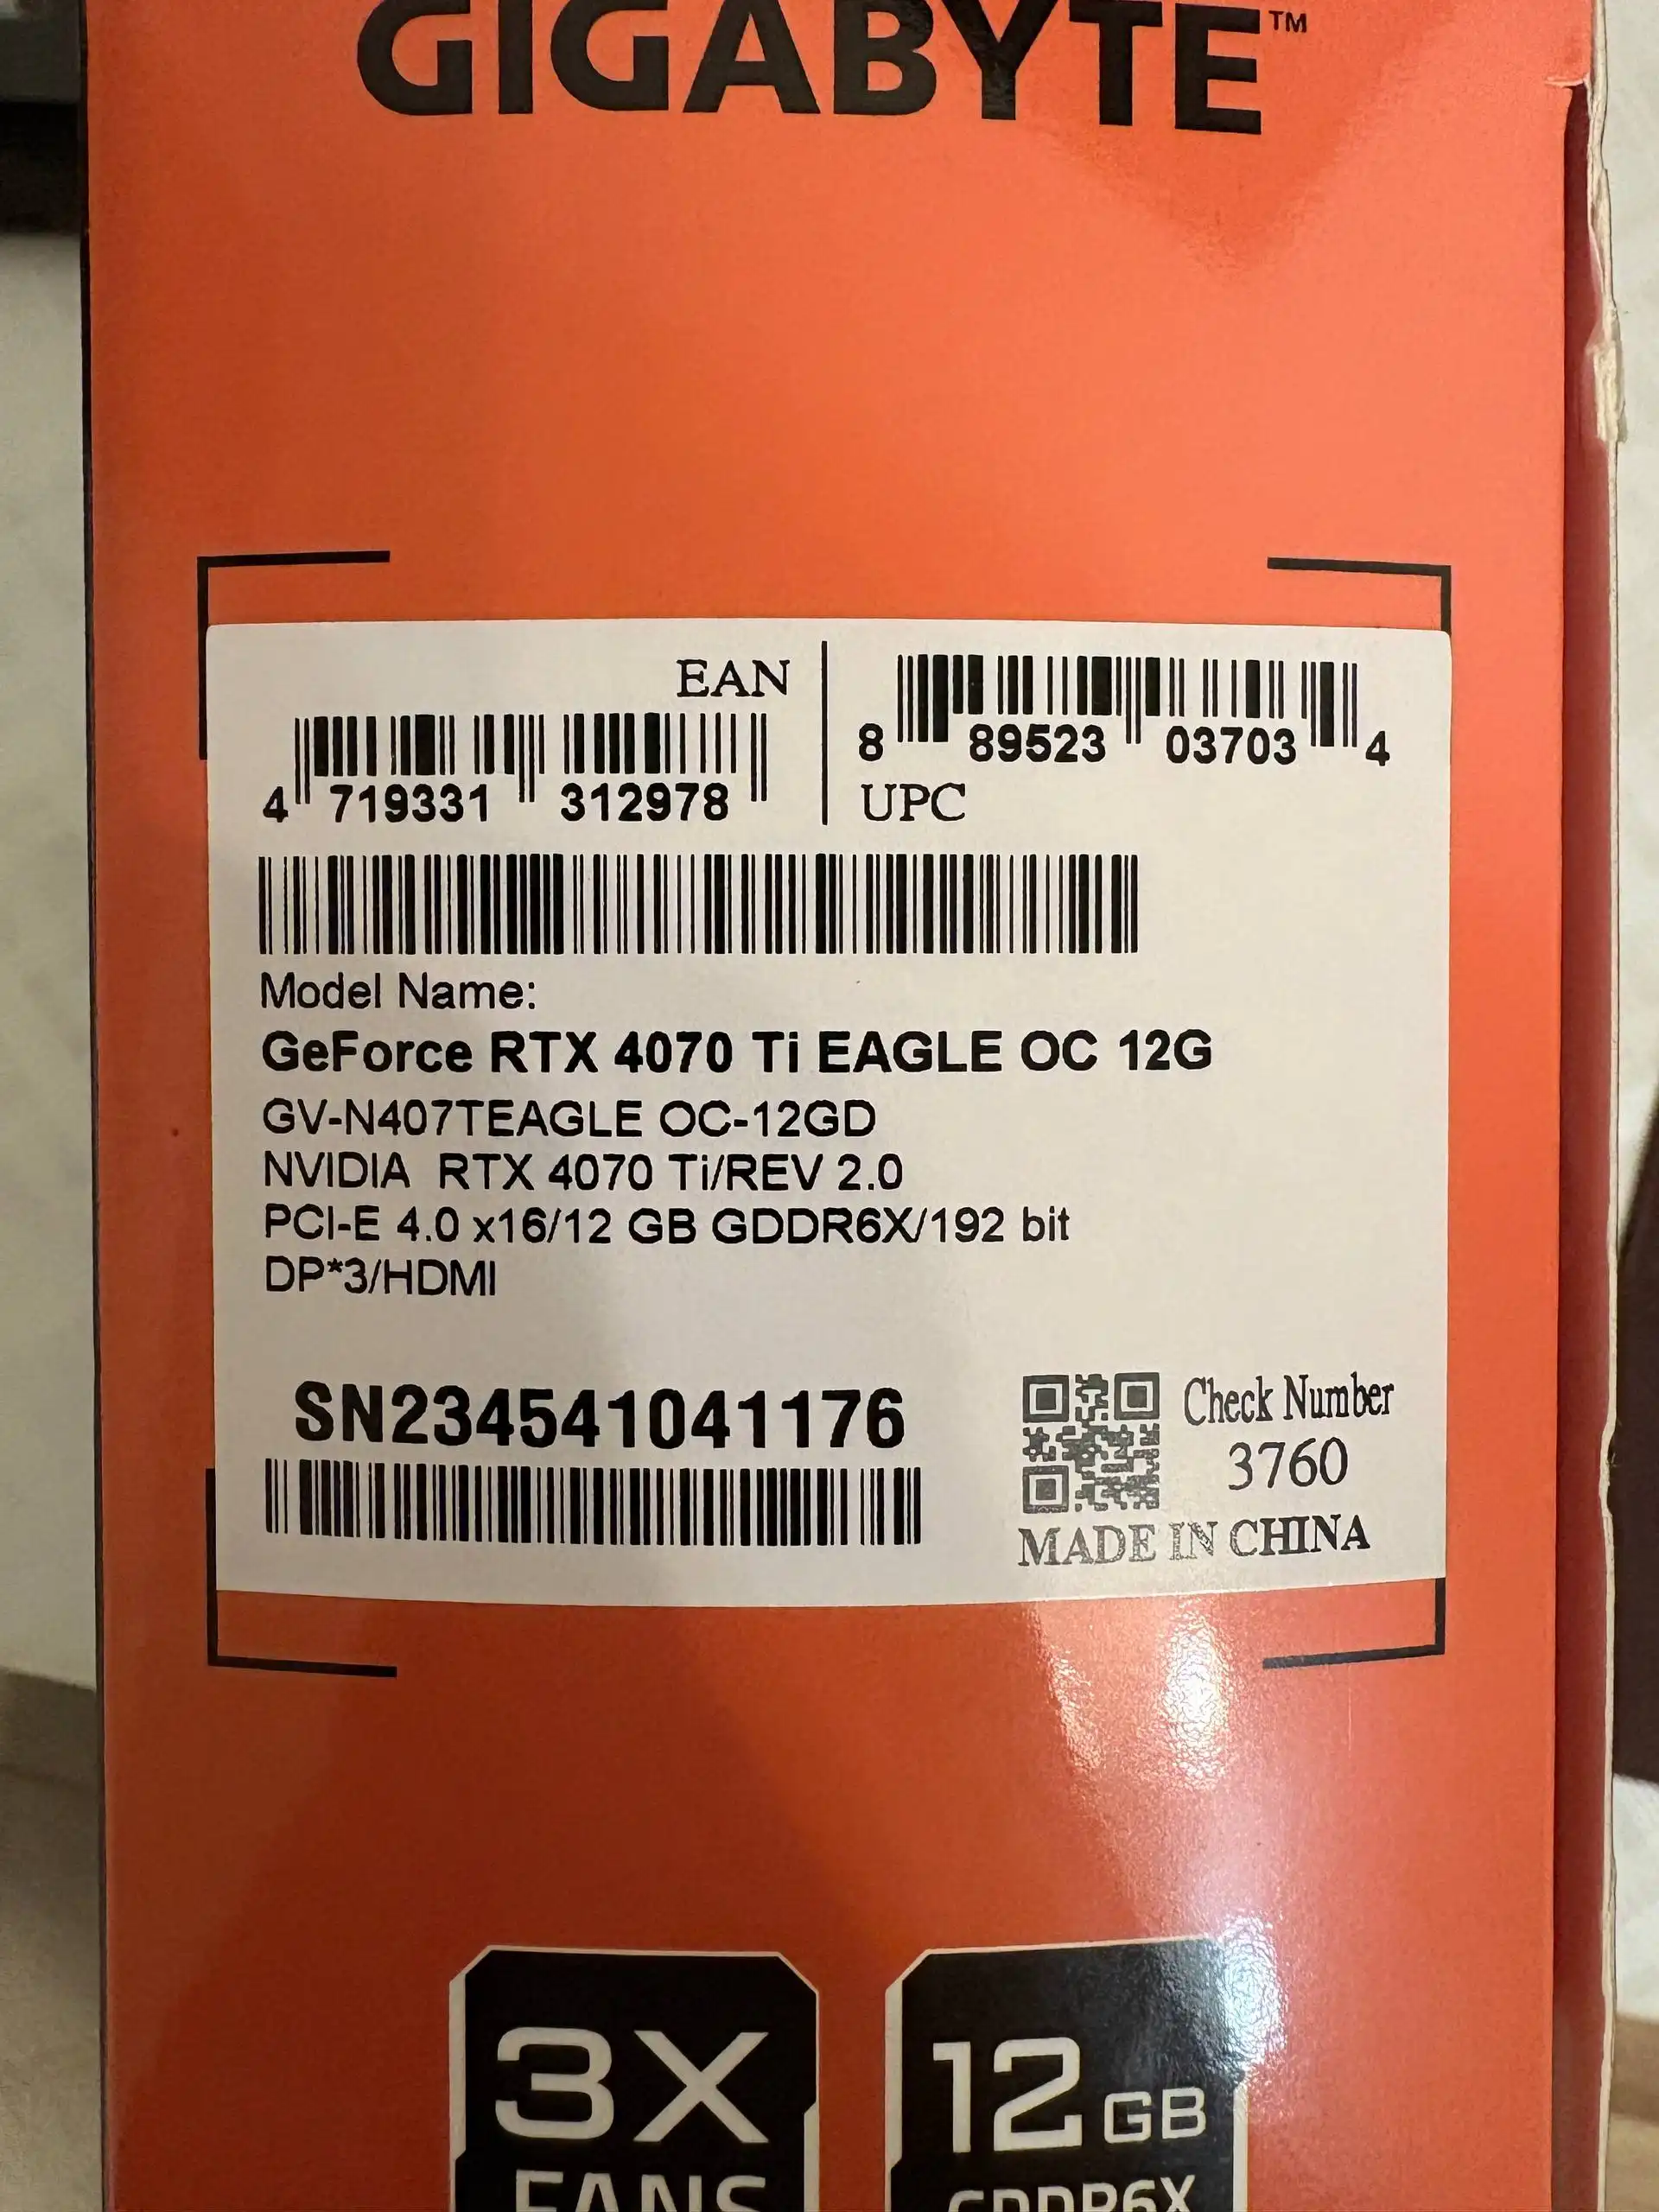 GIGABYTE™
EAN
4 719331 312978
8 89523 03703 4
UPC
Model Name:
GeForce RTX 4070 Ti EAGLE OC 12G
GV-N407TEAGLE OC-12GD
NVIDIA RTX 4070 Ti/REV 2.0
PCI-E 4.0 x16/12 GB GDDR6X/192 bit
DP*3/HDMI
SN234541041176
Check Number
3760
MADE IN CHINA
3X
FANS
12GB
GDDR6X